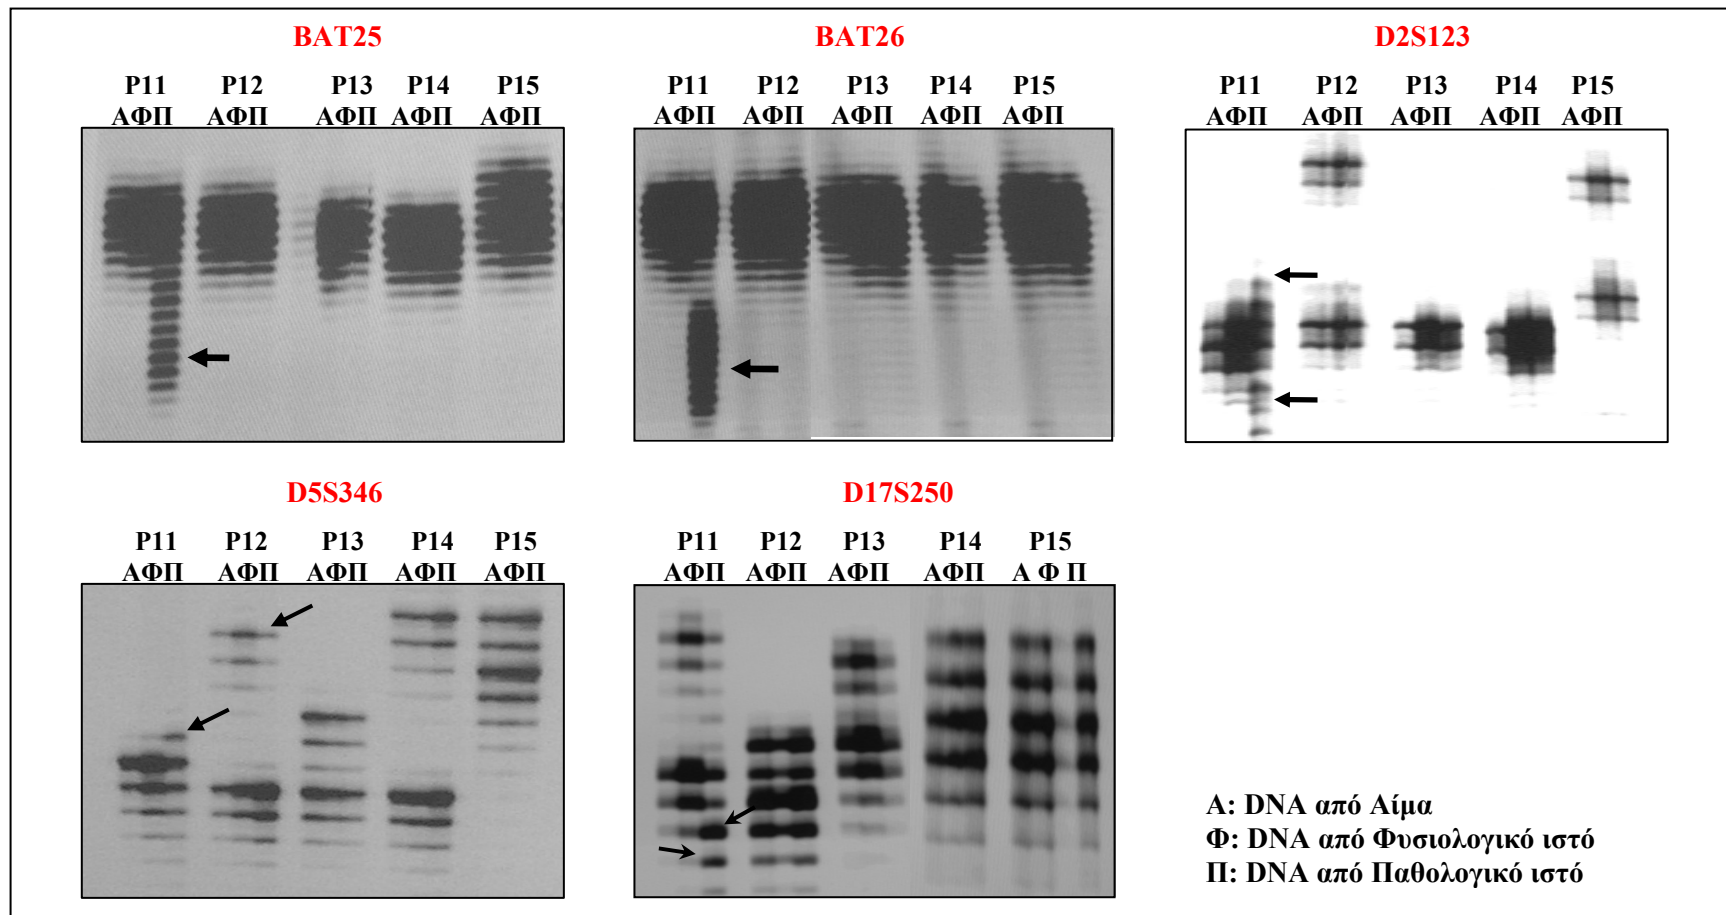 BAT25
P11 P12 P13 P14 P15
ΑΦΠ ΑΦΠ ΑΦΠ ΑΦΠ ΑΦΠ
BAT26
P11 P12 P13 P14 P15
ΑΦΠ ΑΦΠ ΑΦΠ ΑΦΠ ΑΦΠ
D2S123
P11 P12 P13 P14 P15
ΑΦΠ ΑΦΠ ΑΦΠ ΑΦΠ ΑΦΠ
D5S346
P11 P12 P13 P14 P15
ΑΦΠ ΑΦΠ ΑΦΠ ΑΦΠ ΑΦΠ
D17S250
P11 P12 P13 P14 P15
ΑΦΠ ΑΦΠ ΑΦΠ ΑΦΠ Α Φ Π
Α: DNA από Αίμα
Φ: DNA από Φυσιολογικό ιστό
Π: DNA από Παθολογικό ιστό